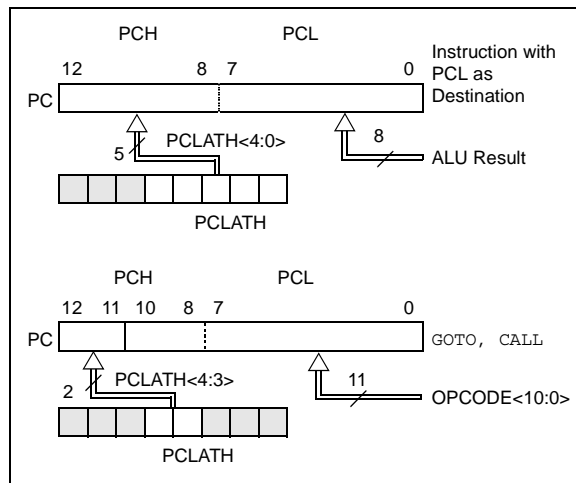 PCH PCL
12 8 7 0
Instruction with
PCL as
Destination
PC
5 PCLATH<4:0>
8
ALU Result
PCLATH
PCH PCL
12 11 10 8 7 0
PC
GOTO, CALL
2 PCLATH<4:3>
11
OPCODE<10:0>
PCLATH